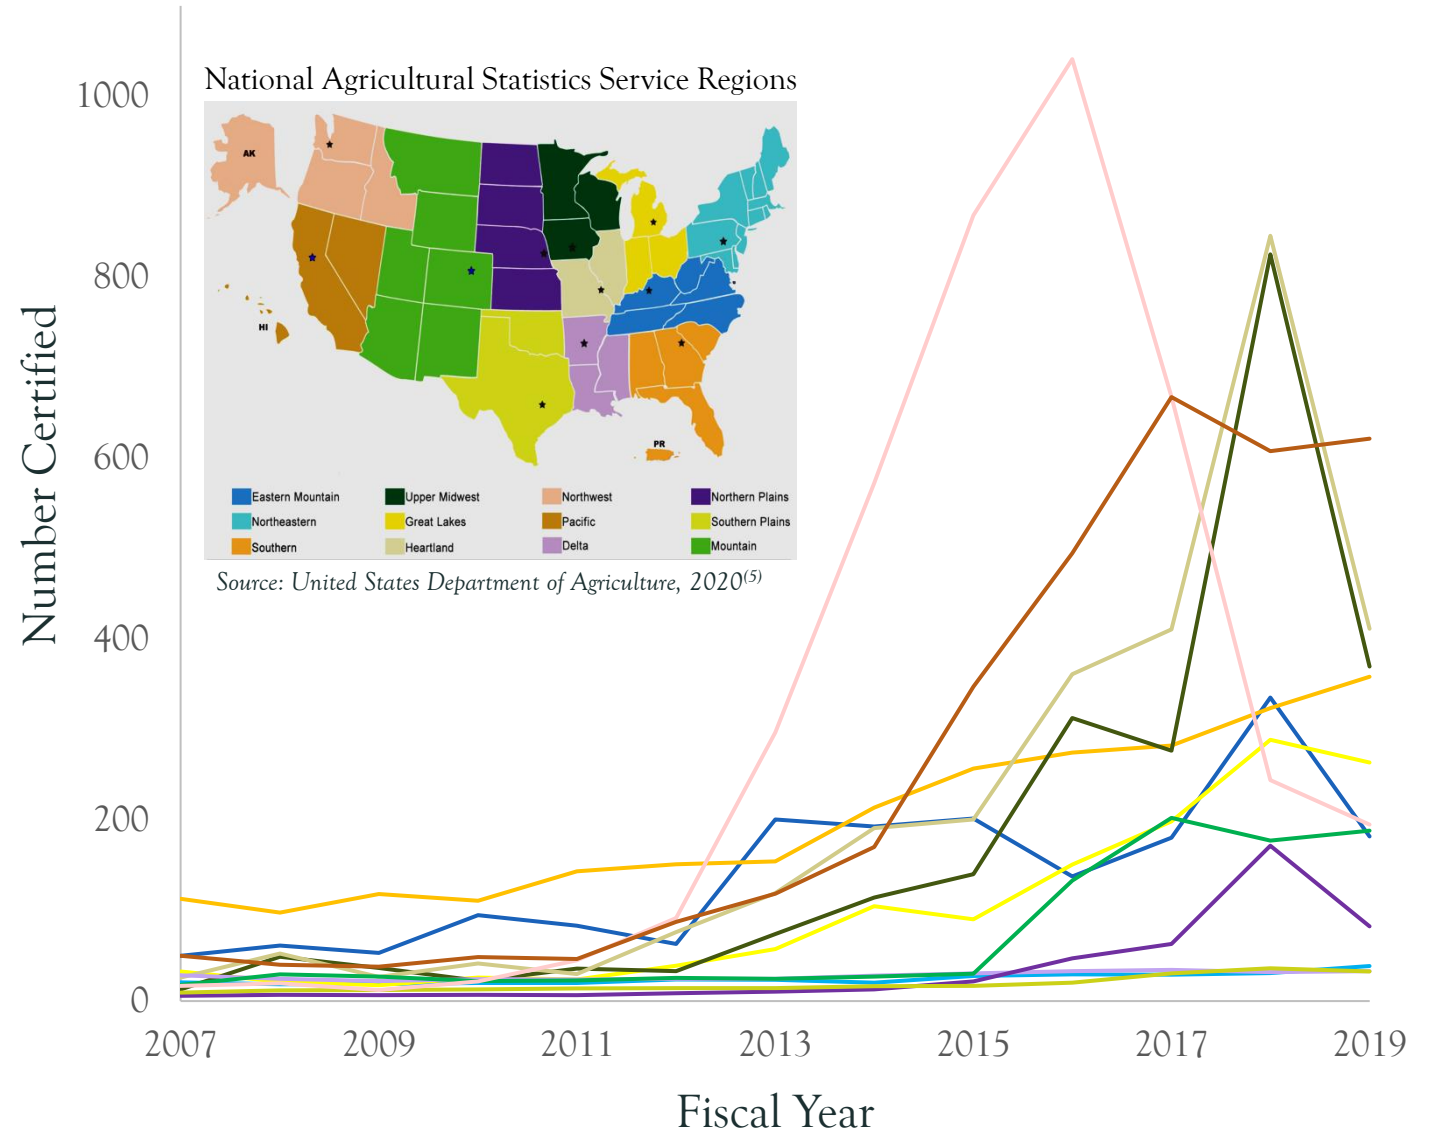 National Agricultural Statistics Service Regions
AK
HI
PR
Eastern Mountain
Upper Midwest
Northwest
Northern Plains
Northeastern
Great Lakes
Pacific
Southern Plains
Southern
Heartland
Delta
Mountain
Source: United States Department of Agriculture, 2020(5)
Number Certified
1000
800
600
400
200
0
2007 2009 2011 2013 2015 2017 2019
Fiscal Year